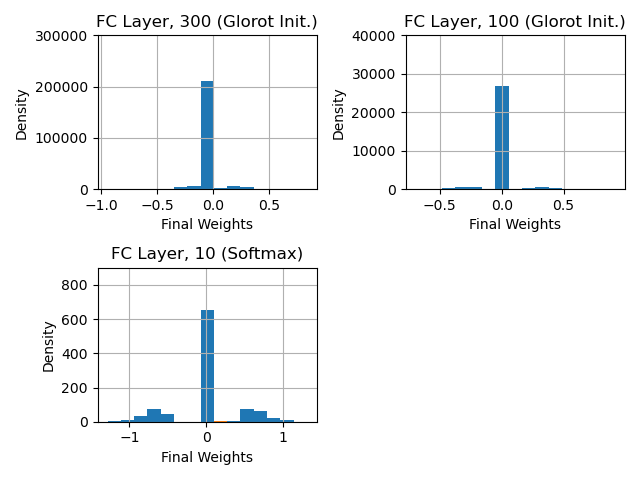 FC Layer, 300 (Glorot Init.)
300000
200000
100000
0
Density
−1.0 −0.5 0.0 0.5
Final Weights
FC Layer, 100 (Glorot Init.)
40000
30000
20000
10000
0
Density
−0.5 0.0 0.5
Final Weights
FC Layer, 10 (Softmax)
800
600
400
200
0
Density
−1 0 1
Final Weights